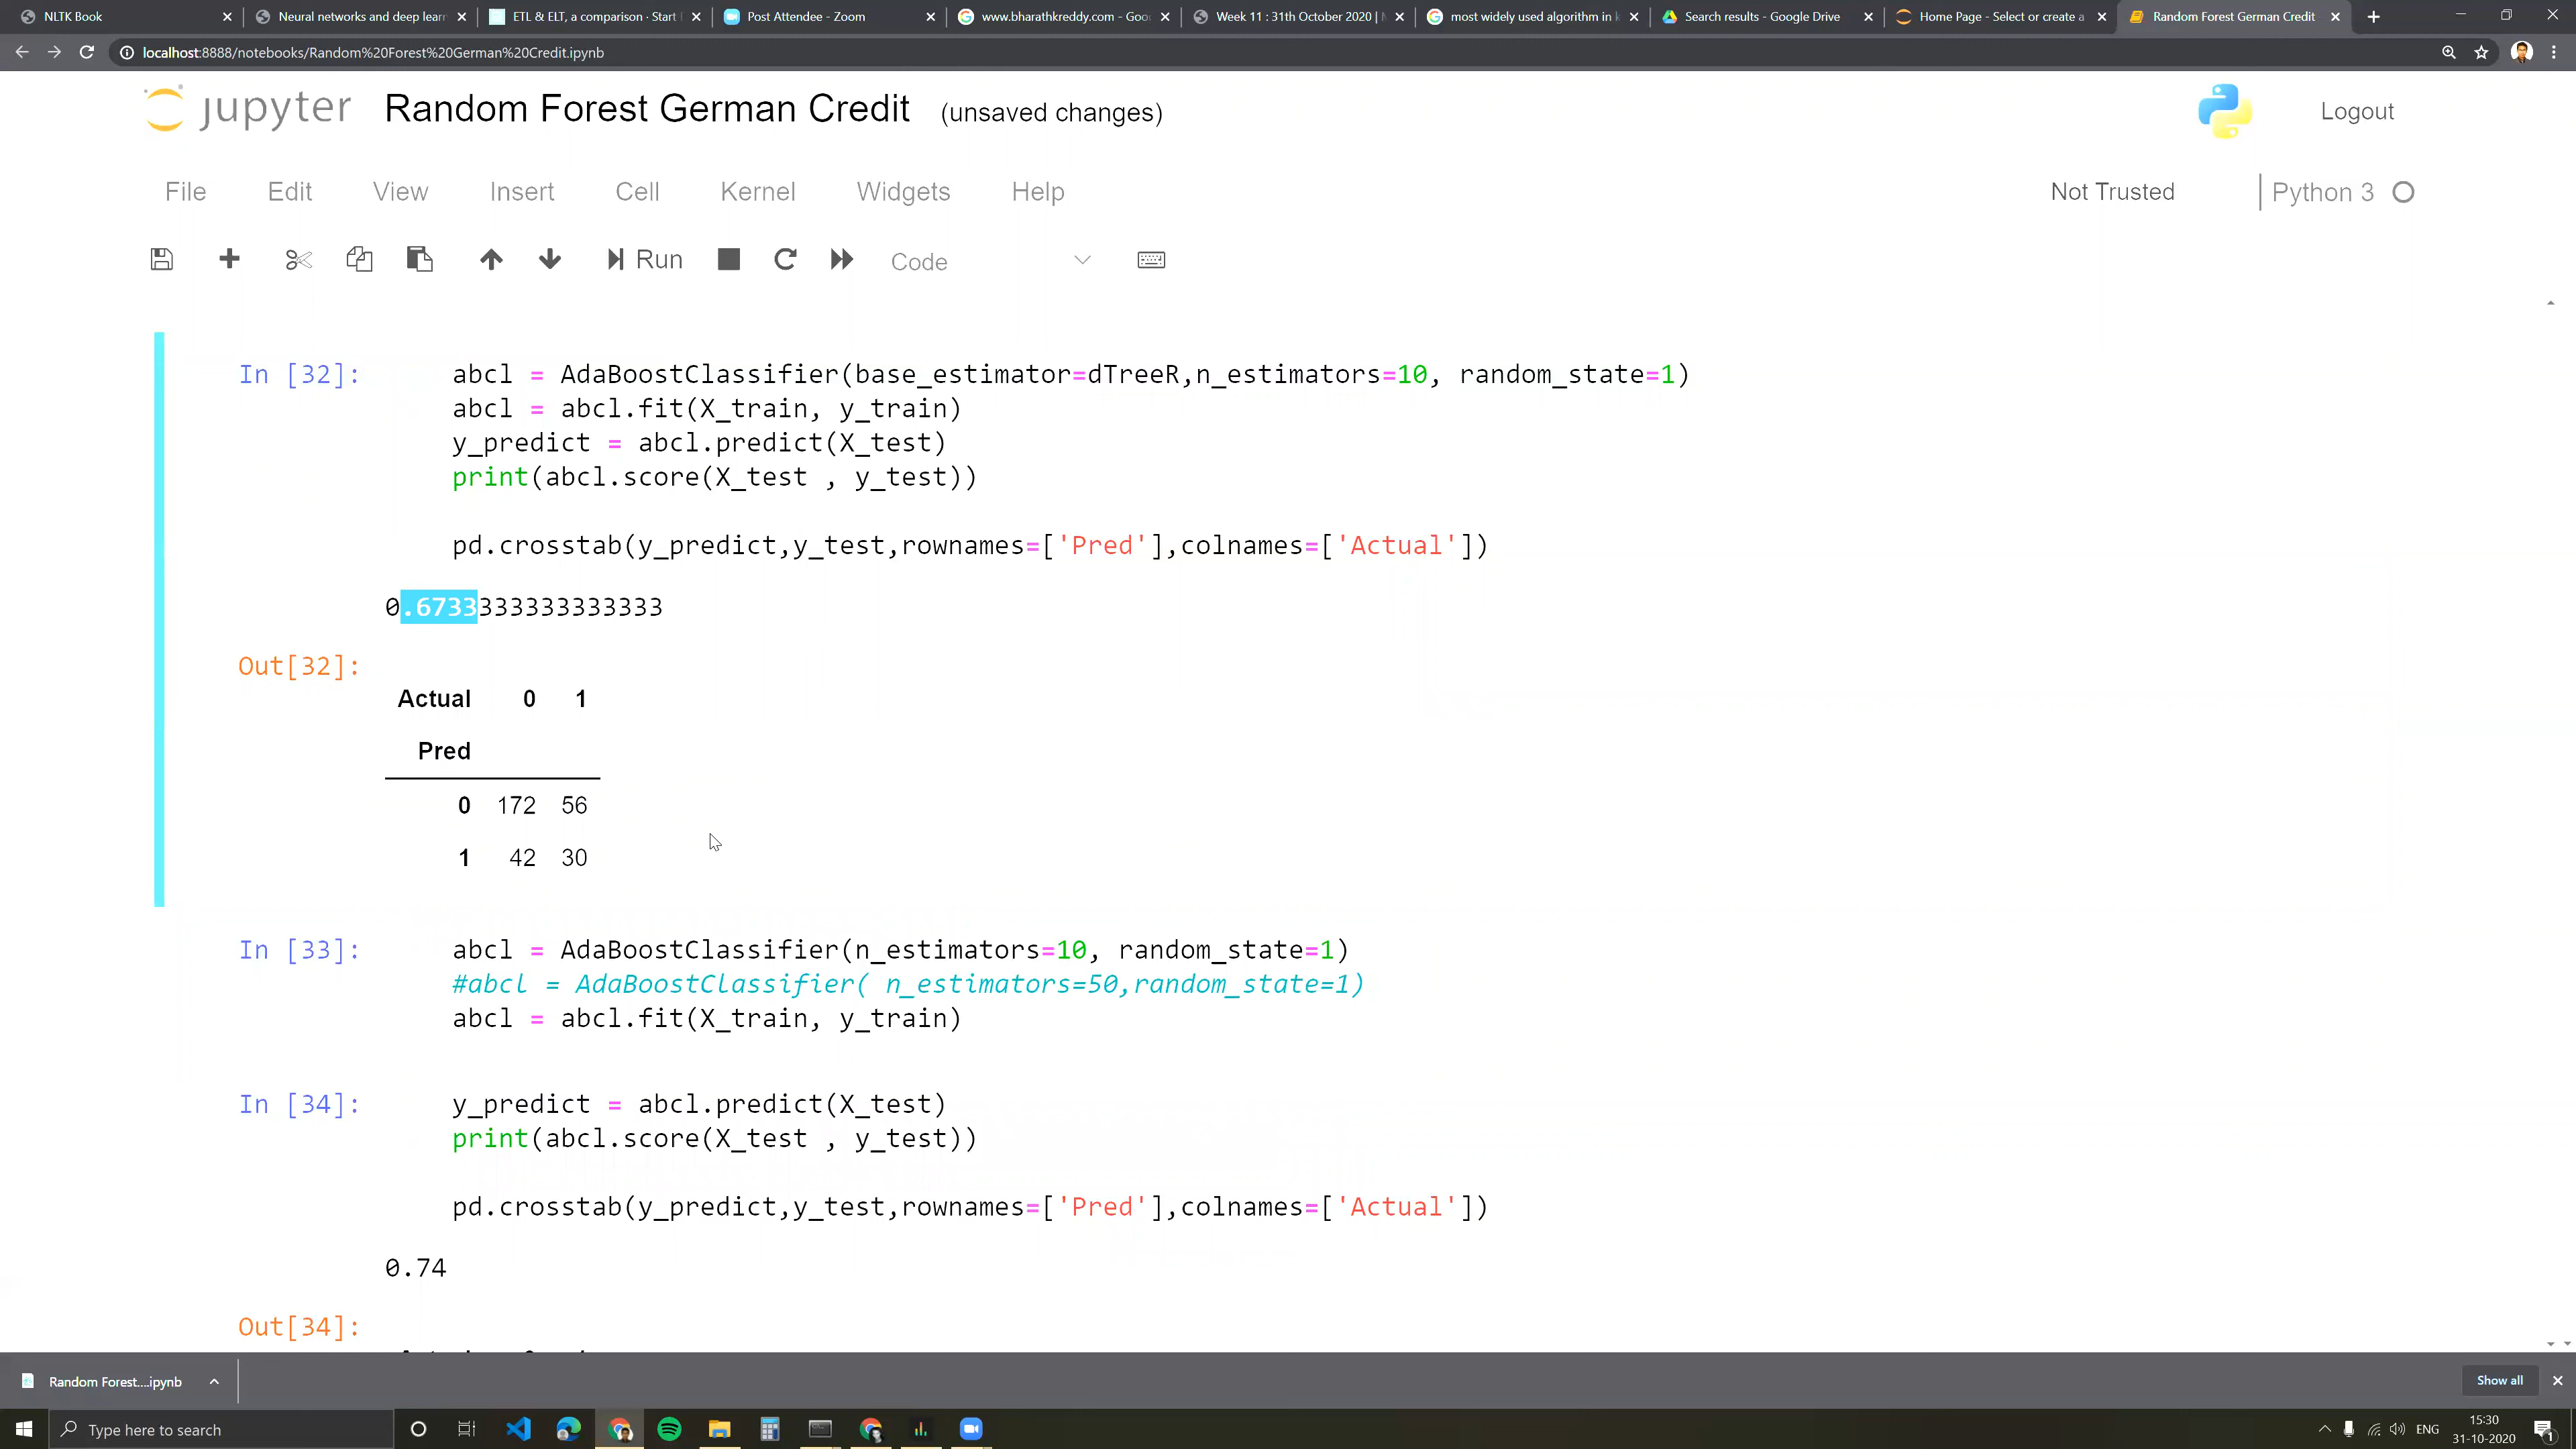 NLTK Book
Neural networks and deep lear
ETL & ELT, a comparison · Start
Post Attendee - Zoom
www.bharathkreddy.com - Goo
Week 11 : 31th October 2020 |
most widely used algorithm in k
Search results - Google Drive
Home Page - Select or create a
Random Forest German Credit
localhost:8888/notebooks/Random%20Forest%20German%20Credit.ipynb
jupyter Random Forest German Credit (unsaved changes)
Logout
File Edit View Insert Cell Kernel Widgets Help
Not Trusted
Python 3
Run
Code
In [32]:
abcl = AdaBoostClassifier(base_estimator=dTreeR,n_estimators=10, random_state=1)
abcl = abcl.fit(X_train, y_train)
y_predict = abcl.predict(X_test)
print(abcl.score(X_test , y_test))
pd.crosstab(y_predict,y_test,rownames=['Pred'],colnames=['Actual'])
0.6733333333333333
Out[32]:
Actual 0 1
Pred
0 172 56
1 42 30
In [33]:
abcl = AdaBoostClassifier(n_estimators=10, random_state=1)
#abcl = AdaBoostClassifier( n_estimators=50,random_state=1)
abcl = abcl.fit(X_train, y_train)
In [34]:
y_predict = abcl.predict(X_test)
print(abcl.score(X_test , y_test))
pd.crosstab(y_predict,y_test,rownames=['Pred'],colnames=['Actual'])
0.74
Out[34]:
Random Forest....ipynb
Show all
Type here to search
ENG
15:30
31-10-2020
1